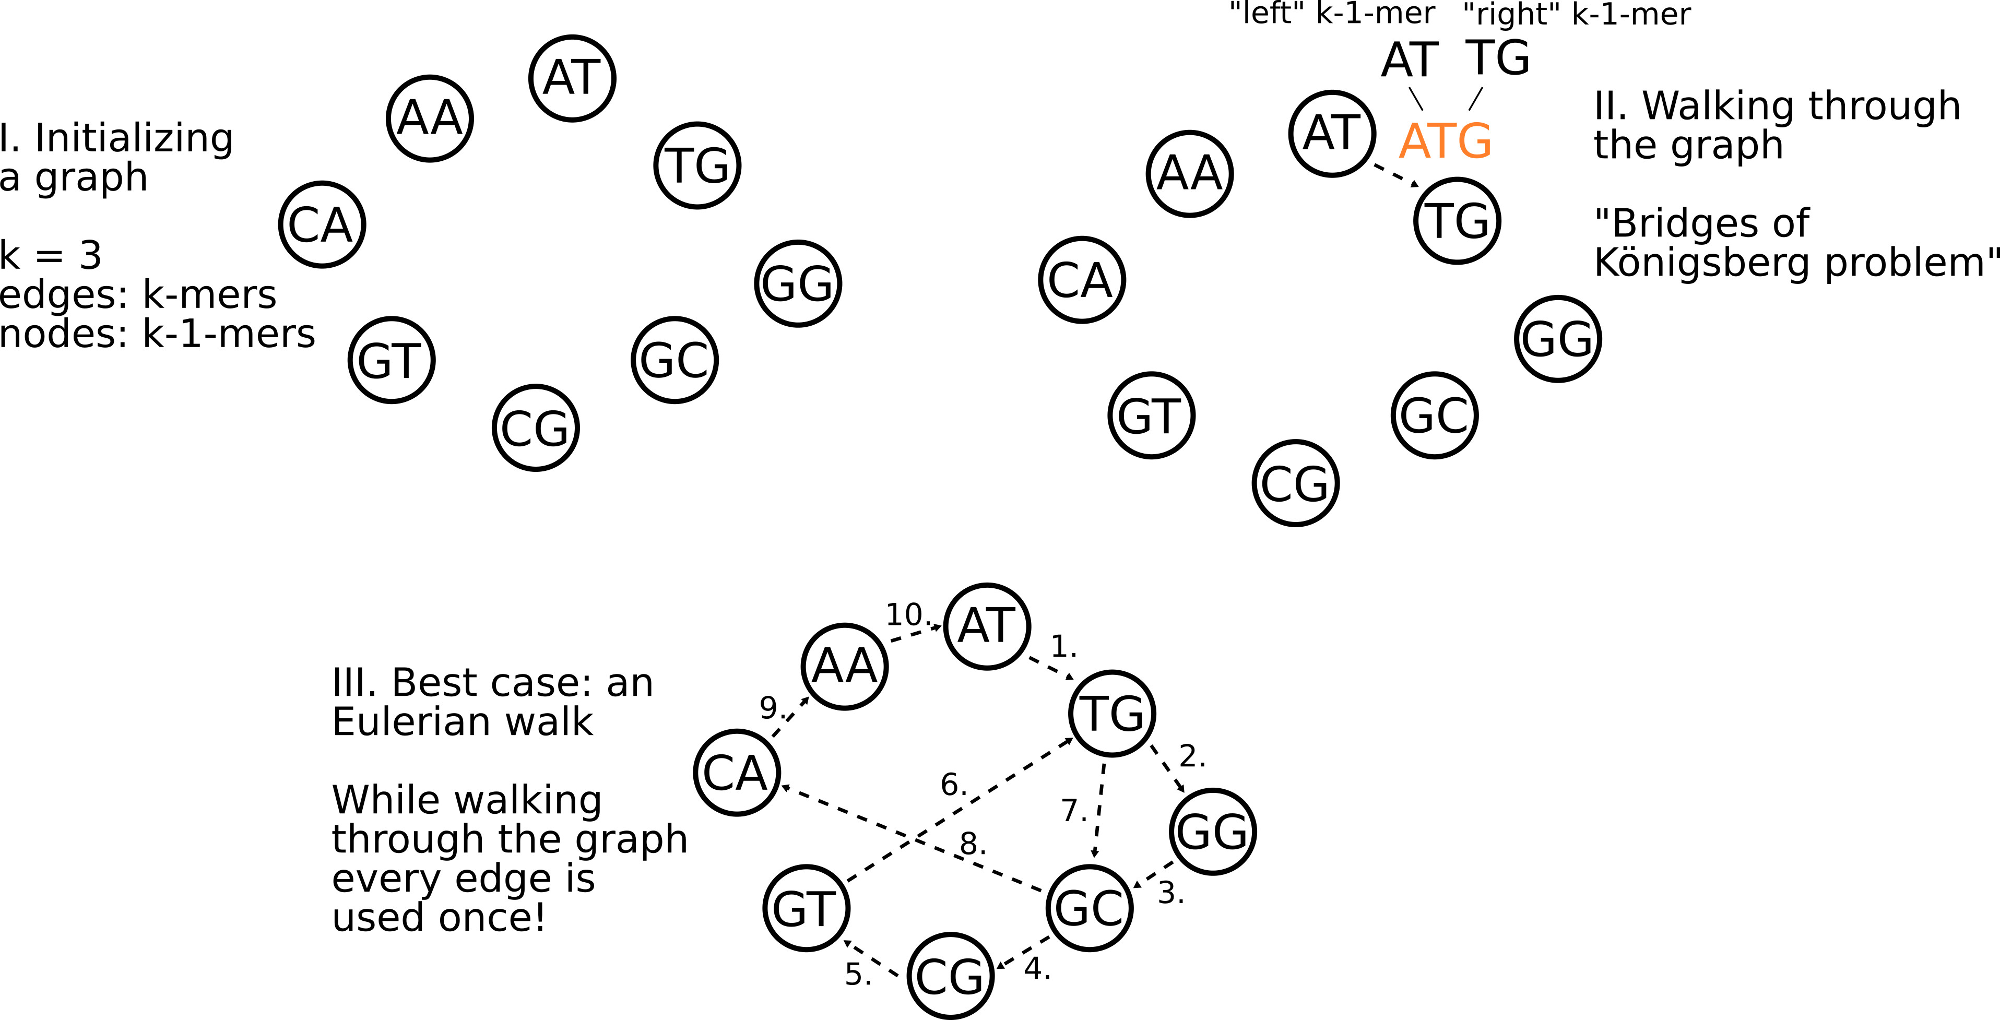 I. Initializing
a graph
k = 3
edges: k-mers
nodes: k-1-mers
AT
AA
TG
CA
GG
GT
GC
CG
"left" k-1-mer "right" k-1-mer
AT TG
ATG
II. Walking through
the graph
"Bridges of
Königsberg problem"
AT
AA
TG
CA
GG
GT
GC
CG
III. Best case: an
Eulerian walk
While walking
through the graph
every edge is
used once!
10.
AT
1.
AA
TG
9.
2.
CA
6.
7.
GG
8.
3.
GT
GC
5.
CG
4.